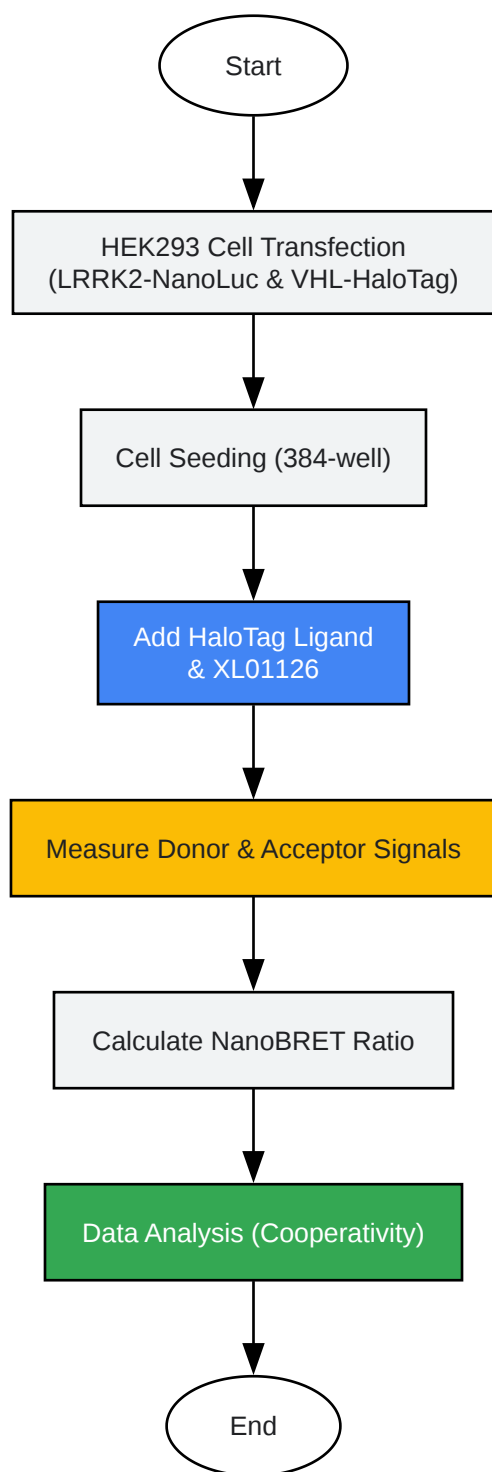 Start
HEK293 Cell Transfection
(LRRK2-NanoLuc & VHL-HaloTag)
Cell Seeding (384-well)
Add HaloTag Ligand
& XL01126
Measure Donor & Acceptor Signals
Calculate NanoBRET Ratio
Data Analysis (Cooperativity)
End